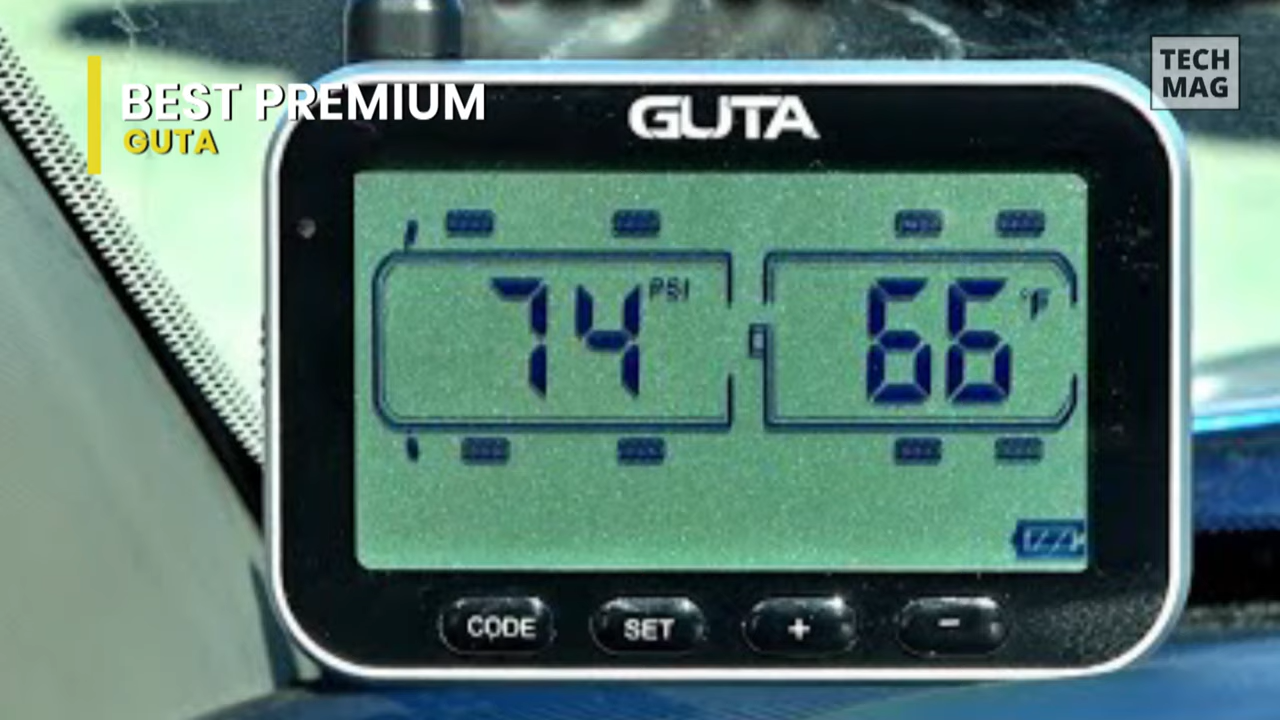 BEST PREMIUM
GUTA
TECH
MAG
GUTA
74 PSI
66 °F
CODE
SET
+
-